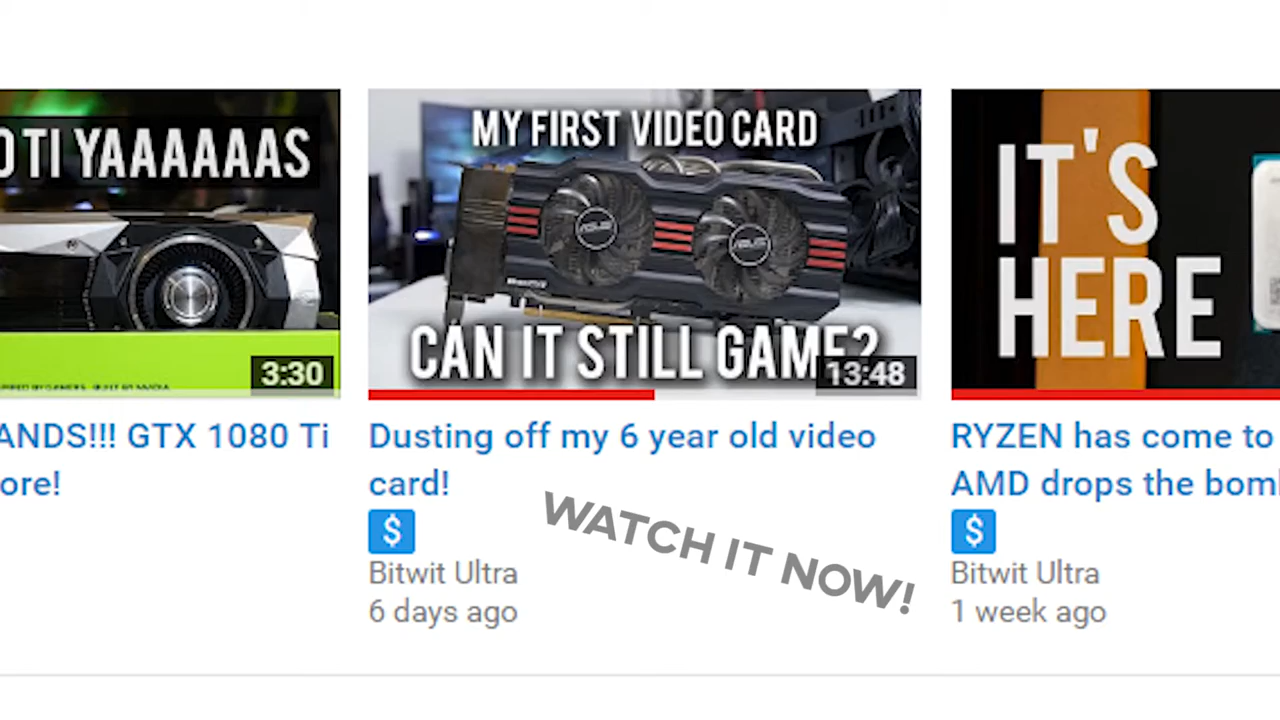 O TI YAAAAAAS
3:30
ANDS!!! GTX 1080 Ti
ore!
MY FIRST VIDEO CARD
ASUS
ASUS
CAN IT STILL GAME?
13:48
Dusting off my 6 year old video
card!
$
Bitwit Ultra
6 days ago
WATCH IT NOW!
IT'S
HERE
RYZEN has come to
AMD drops the bom
$
Bitwit Ultra
1 week ago